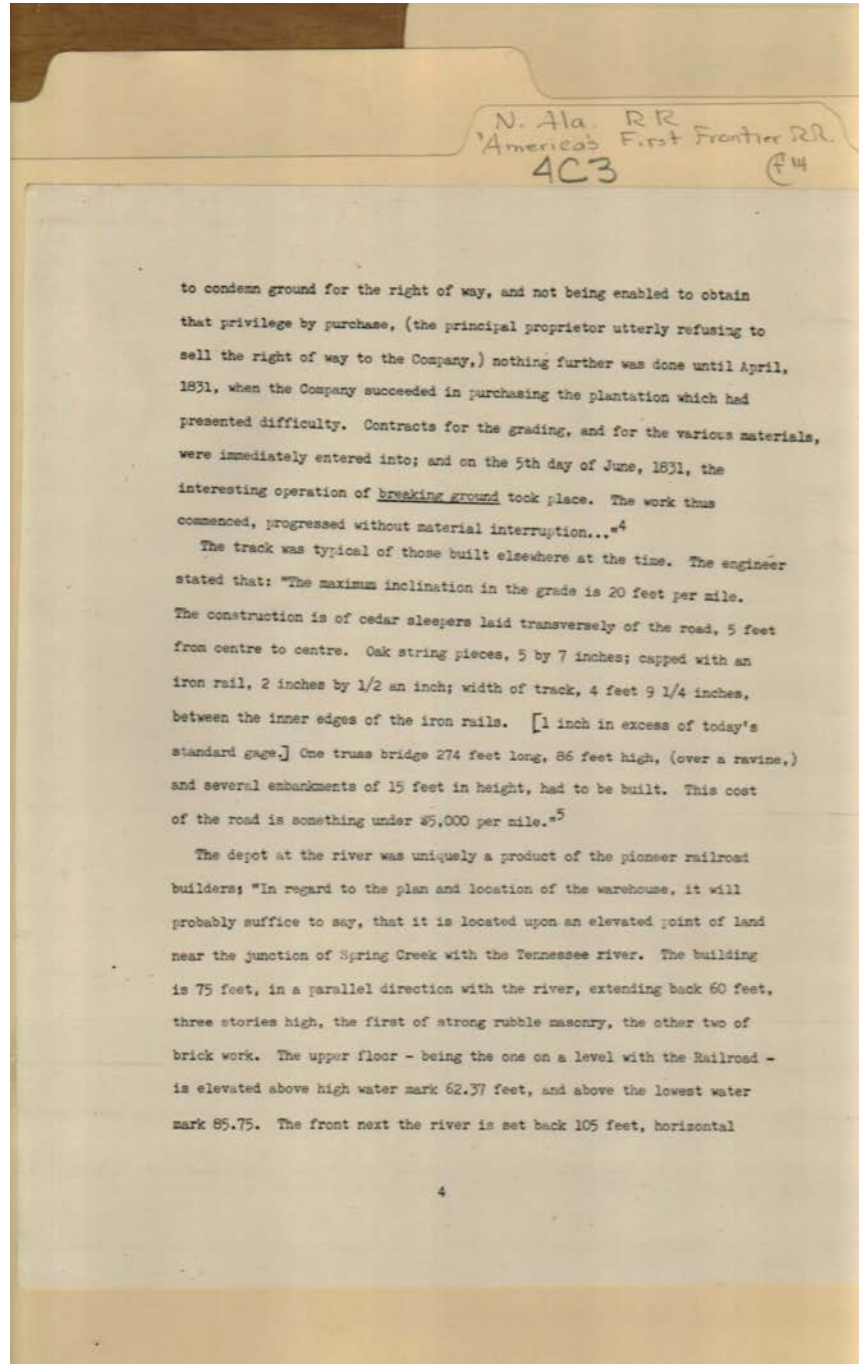 N. Ala. RR
'America's First Frontier RR.
4C3 f 14
to condemn ground for the right of way, and not being enabled to obtain
that privilege by purchase, (the principal proprietor utterly refusing to
sell the right of way to the Company,) nothing further was done until April,
1831, when the Company succeeded in purchasing the plantation which had
presented difficulty. Contracts for the grading, and for the various materials,
were immediately entered into; and on the 5th day of June, 1831, the
interesting operation of breaking ground took place. The work thus
commenced, progressed without material interruption..."4
The track was typical of those built elsewhere at the time. The engineer
stated that: "The maximum inclination in the grade is 20 feet per mile.
The construction is of cedar sleepers laid transversely of the road, 5 feet
from centre to centre. Oak string pieces, 5 by 7 inches; capped with an
iron rail, 2 inches by 1/2 an inch; width of track, 4 feet 9 1/4 inches,
between the inner edges of the iron rails. [1 inch in excess of today's
standard gage.] One truss bridge 274 feet long, 86 feet high, (over a ravine,)
and several embankments of 15 feet in height, had to be built. This cost
of the road is something under $5,000 per mile."5
The depot at the river was uniquely a product of the pioneer railroad
builders; "In regard to the plan and location of the warehouse, it will
probably suffice to say, that it is located upon an elevated point of land
near the junction of Spring Creek with the Tennessee river. The building
is 75 feet, in a parallel direction with the river, extending back 60 feet,
three stories high, the first of strong rubble masonry, the other two of
brick work. The upper floor - being the one on a level with the Railroad -
is elevated above high water mark 62.37 feet, and above the lowest water
mark 85.75. The front next the river is set back 105 feet, horizontal
4